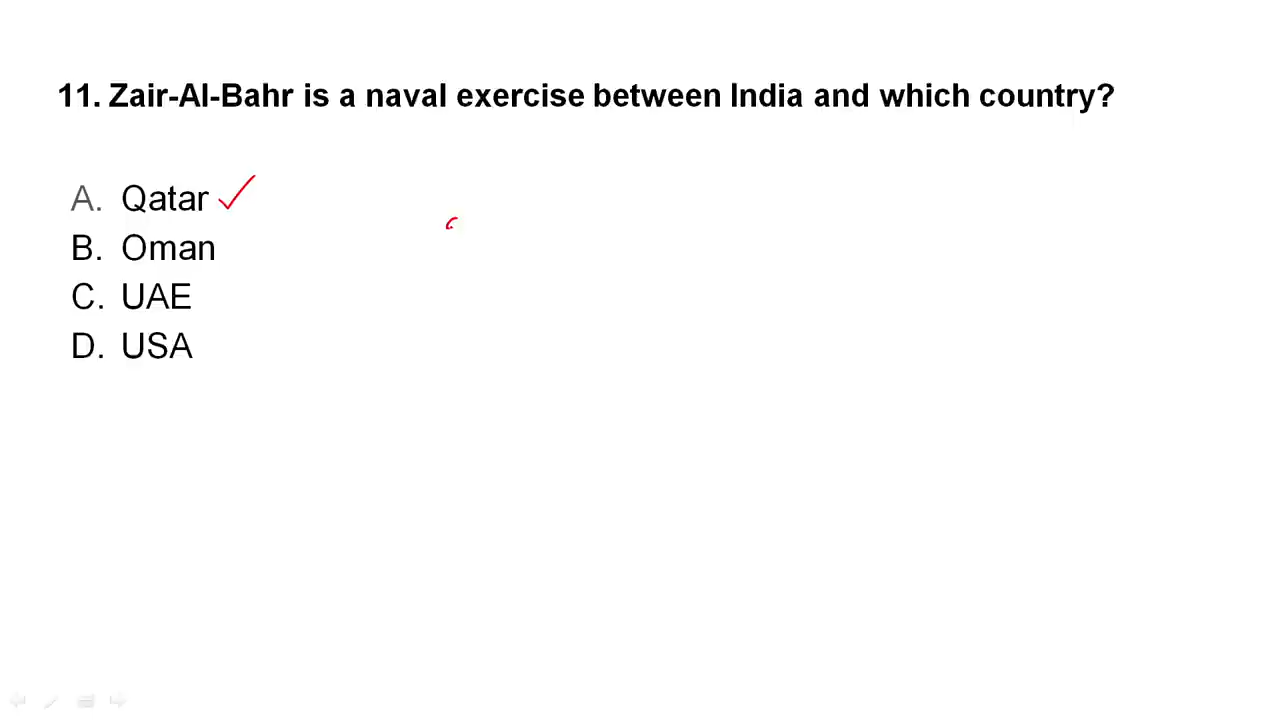 11. Zair-Al-Bahr is a naval exercise between India and which country?
A. Qatar
B. Oman
C. UAE
D. USA